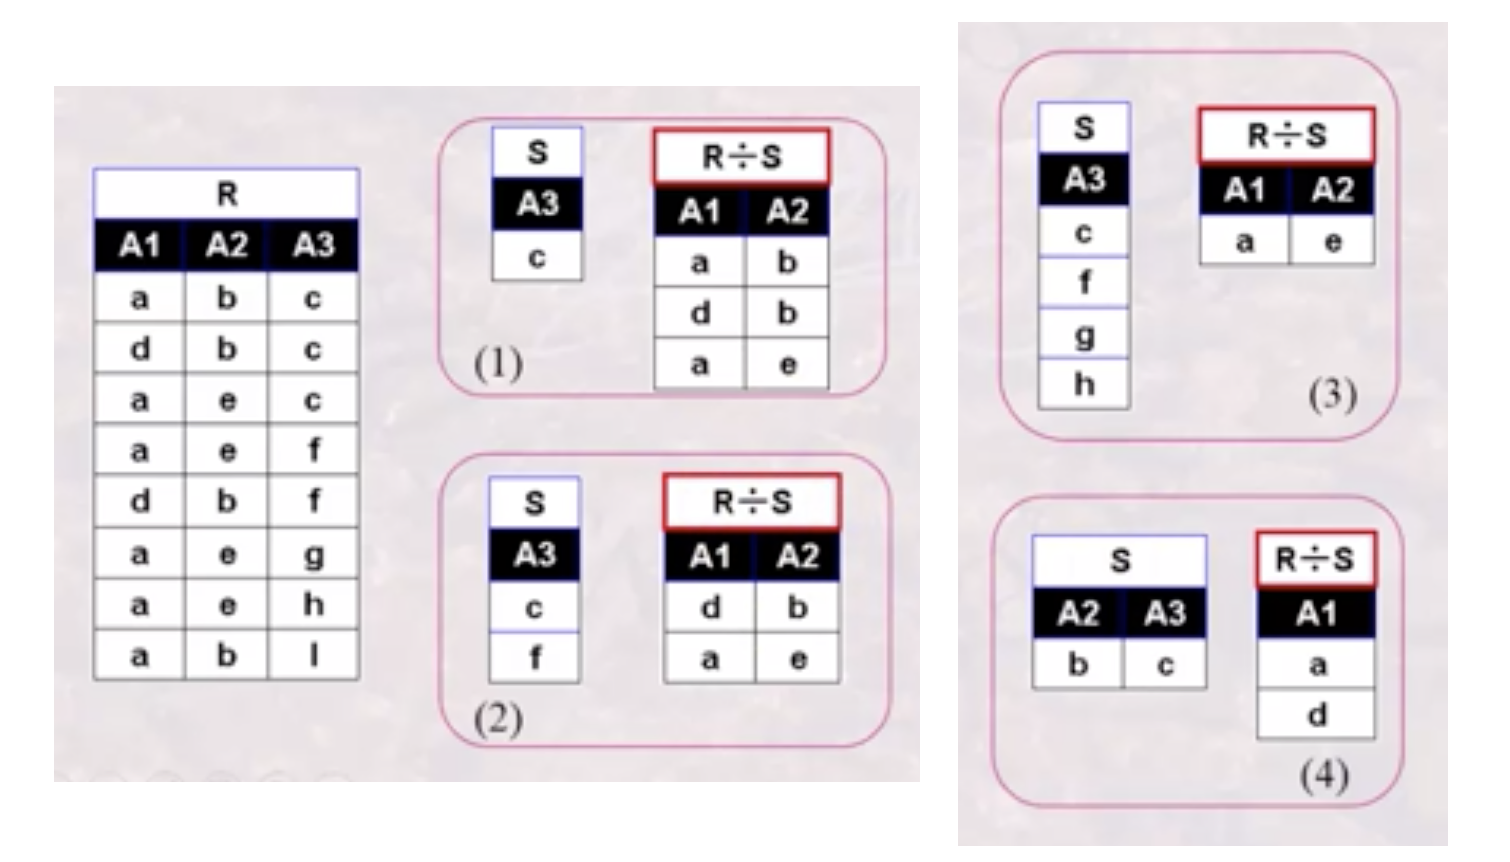 R
A1 A2 A3
a b c
d b c
a e c
a e f
d b f
a e g
a e h
a b l
S
A3
c
R÷S
A1 A2
a b
d b
a e
(1)
S
A3
c
f
R÷S
A1 A2
d b
a e
(2)
S
A3
c
f
g
h
R÷S
A1 A2
a e
(3)
S
A2 A3
b c
R÷S
A1
a
d
(4)